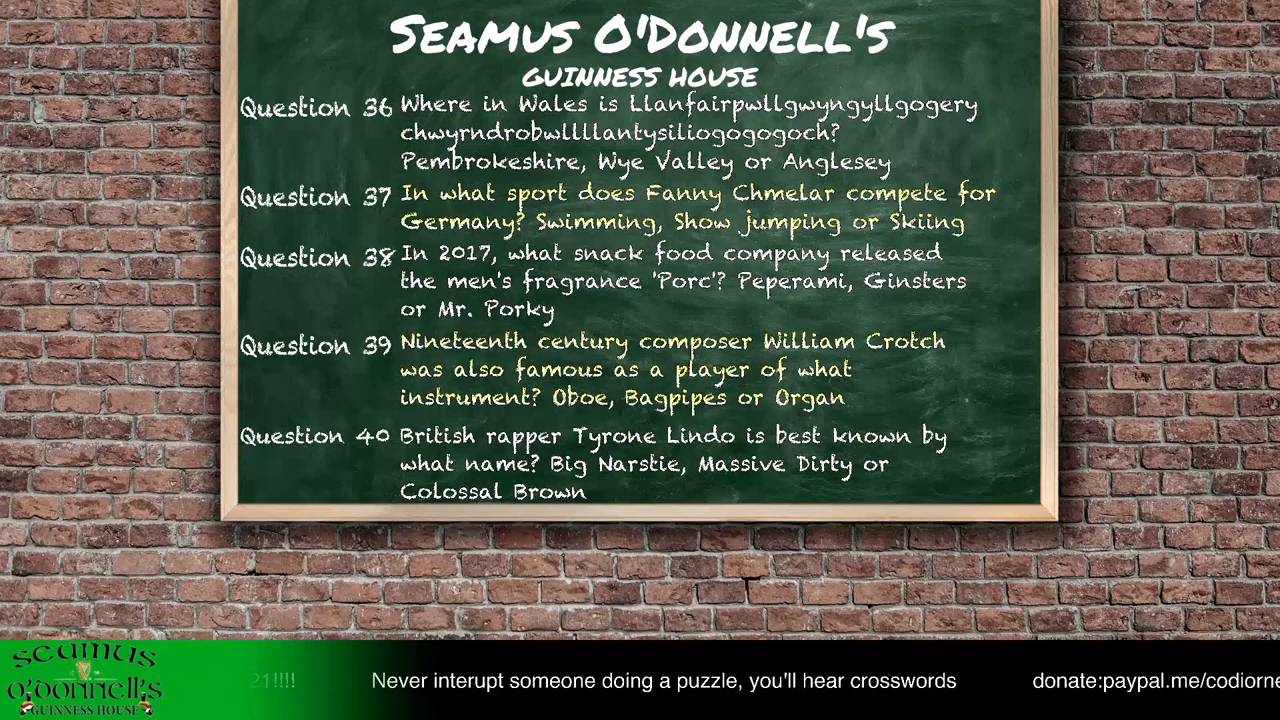 SEAMUS O'DONNELL'S
GUINNESS HOUSE
Question 36 Where in Wales is Llanfairpwllgwyngyllgogery
chwyrndrobwllllantysiliogogogoch?
Pembrokeshire, Wye Valley or Anglesey
Question 37 In what sport does Fanny Chmelar compete for
Germany? Swimming, Show jumping or Skiing
Question 38 In 2017, what snack food company released
the men's fragrance 'Porc'? Peperami, Ginsters
or Mr. Porky
Question 39 Nineteenth century composer William Crotch
was also famous as a player of what
instrument? Oboe, Bagpipes or Organ
Question 40 British rapper Tyrone Lindo is best known by
what name? Big Narstie, Massive Dirty or
Colossal Brown
seamus
o'donnell's
GUINNESS HOUSE
21!!!! Never interupt someone doing a puzzle, you'll hear crosswords donate:paypal.me/codiorne